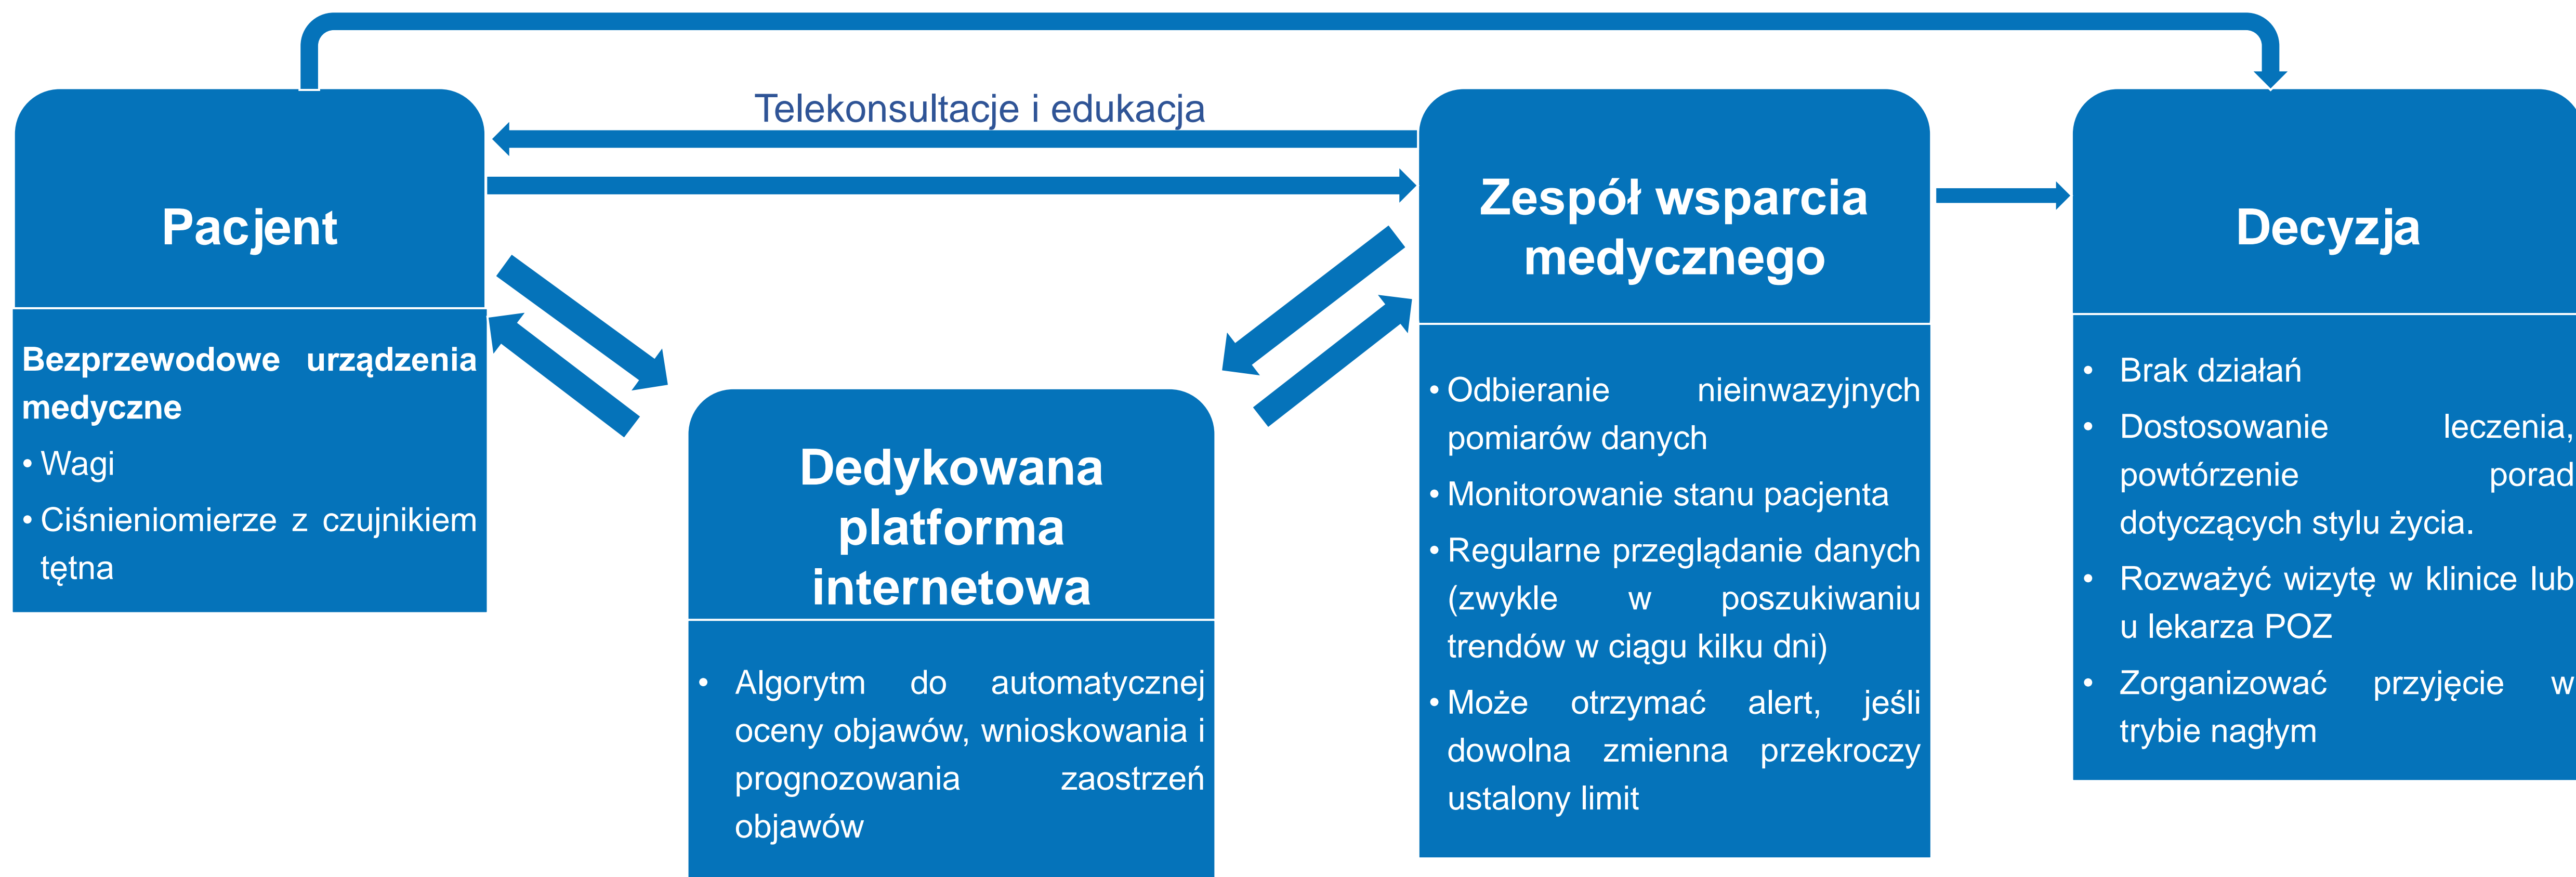 Telekonsultacje i edukacja
Pacjent
Bezprzewodowe urządzenia
medyczne
• Wagi
• Ciśnieniomierze z czujnikiem
tętna
Dedykowana
platforma
internetowa
• Algorytm do automatycznej
oceny objawów, wnioskowania i
prognozowania zaostrzeń
objawów
Zespół wsparcia
medycznego
• Odbieranie nieinwazyjnych
pomiarów danych
• Monitorowanie stanu pacjenta
• Regularne przeglądanie danych
(zwykle w poszukiwaniu
trendów w ciągu kilku dni)
• Może otrzymać alert, jeśli
dowolna zmienna przekroczy
ustalony limit
Decyzja
• Brak działań
• Dostosowanie leczenia,
powtórzenie porad
dotyczących stylu życia.
• Rozważyć wizytę w klinice lub
u lekarza POZ
• Zorganizować przyjęcie w
trybie nagłym